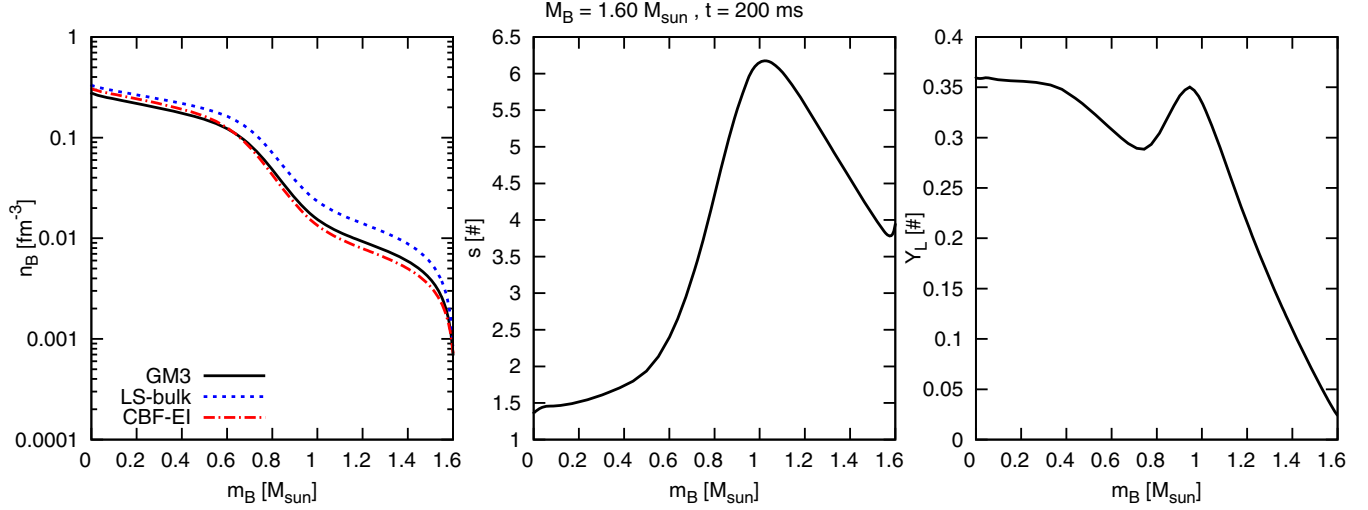 M_B = 1.60 M_sun , t = 200 ms
1
0.1
0.01
0.001
0.0001
n_B [fm^-3]
GM3
LS-bulk
CBF-EI
0 0.2 0.4 0.6 0.8 1 1.2 1.4 1.6
m_B [M_sun]
6.5
6
5.5
5
4.5
4
3.5
3
2.5
2
1.5
1
s [#]
0 0.2 0.4 0.6 0.8 1 1.2 1.4 1.6
m_B [M_sun]
0.4
0.35
0.3
0.25
0.2
0.15
0.1
0.05
0
Y_L [#]
0 0.2 0.4 0.6 0.8 1 1.2 1.4 1.6
m_B [M_sun]